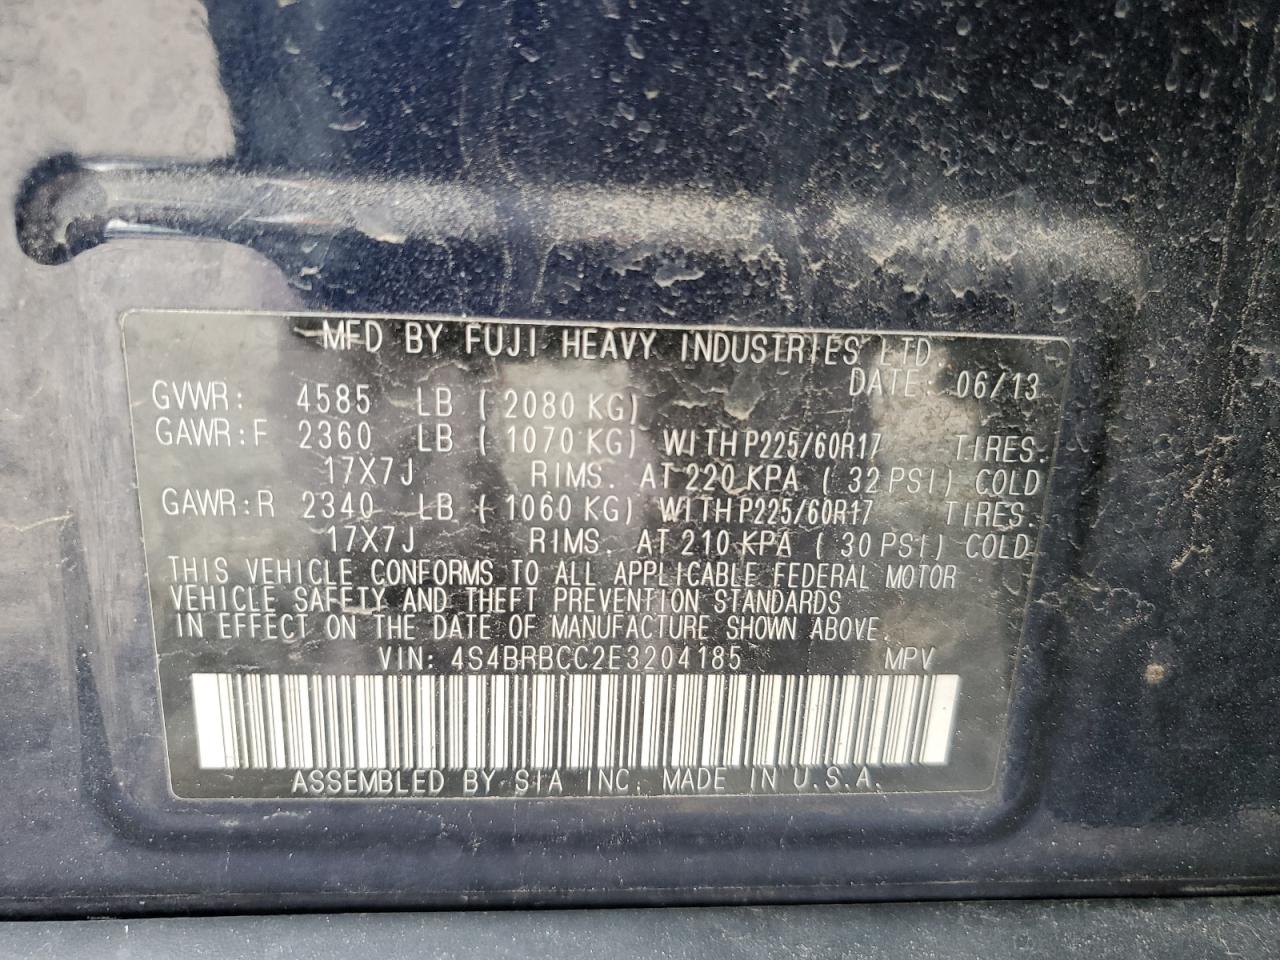 MFD BY FUJI HEAVY INDUSTRIES LTD.
DATE: 06/13
GVWR: 4585 LB ( 2080 KG)
GAWR:F 2360 LB ( 1070 KG) WITH P225/60R17 TIRES.
17X7J RIMS. AT 220 KPA ( 32 PSI) COLD
GAWR:R 2340 LB ( 1060 KG) WITH P225/60R17 TIRES.
17X7J RIMS. AT 210 KPA ( 30 PSI) COLD
THIS VEHICLE CONFORMS TO ALL APPLICABLE FEDERAL MOTOR
VEHICLE SAFETY AND THEFT PREVENTION STANDARDS
IN EFFECT ON THE DATE OF MANUFACTURE SHOWN ABOVE.
VIN: 4S4BRBCC2E3204185 MPV
ASSEMBLED BY SIA INC. MADE IN U.S.A.